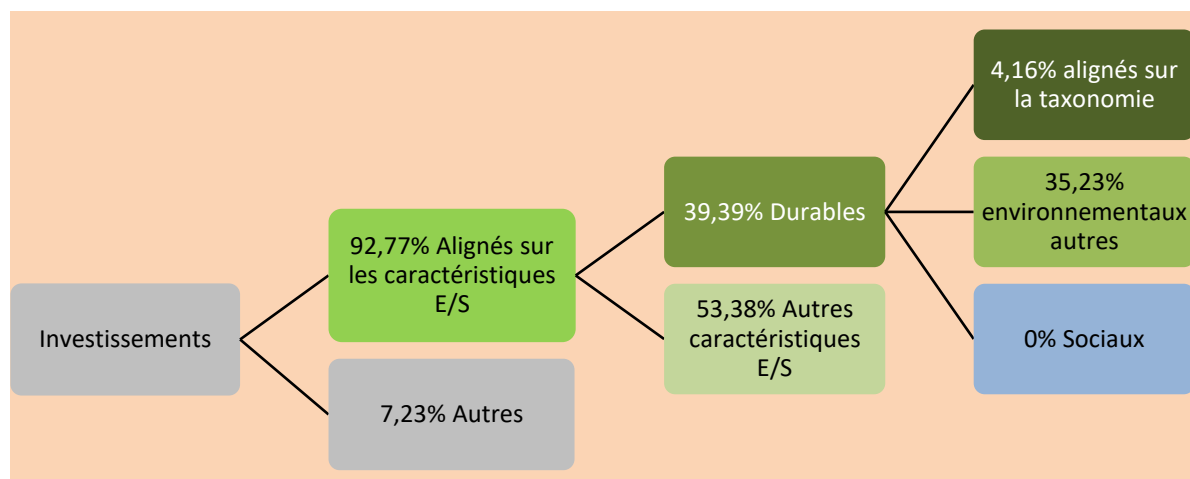 Investissements
92,77% Alignés sur
les caractéristiques
E/S
7,23% Autres
39,39% Durables
53,38% Autres
caractéristiques
E/S
4,16% alignés sur
la taxonomie
35,23%
environnementaux
autres
0% Sociaux